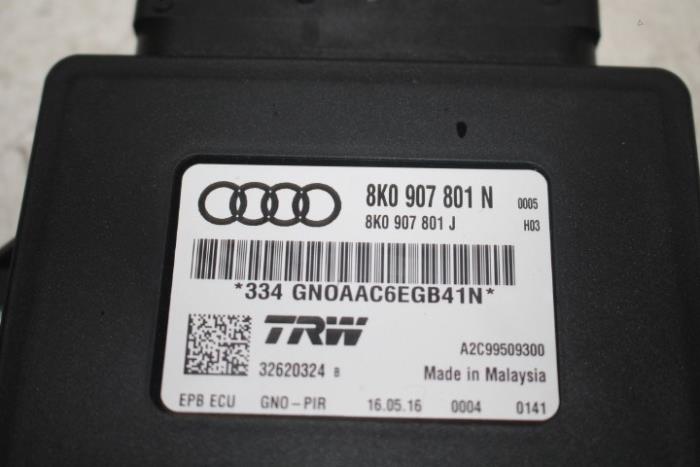 8K0 907 801 N 0005
8K0 907 801 J H03
*334 GNOAAC6EGB41N*
TRW A2C99509300
32620324 B Made in Malaysia
EPB ECU GNO-PIR 16.05.16 0004 0141